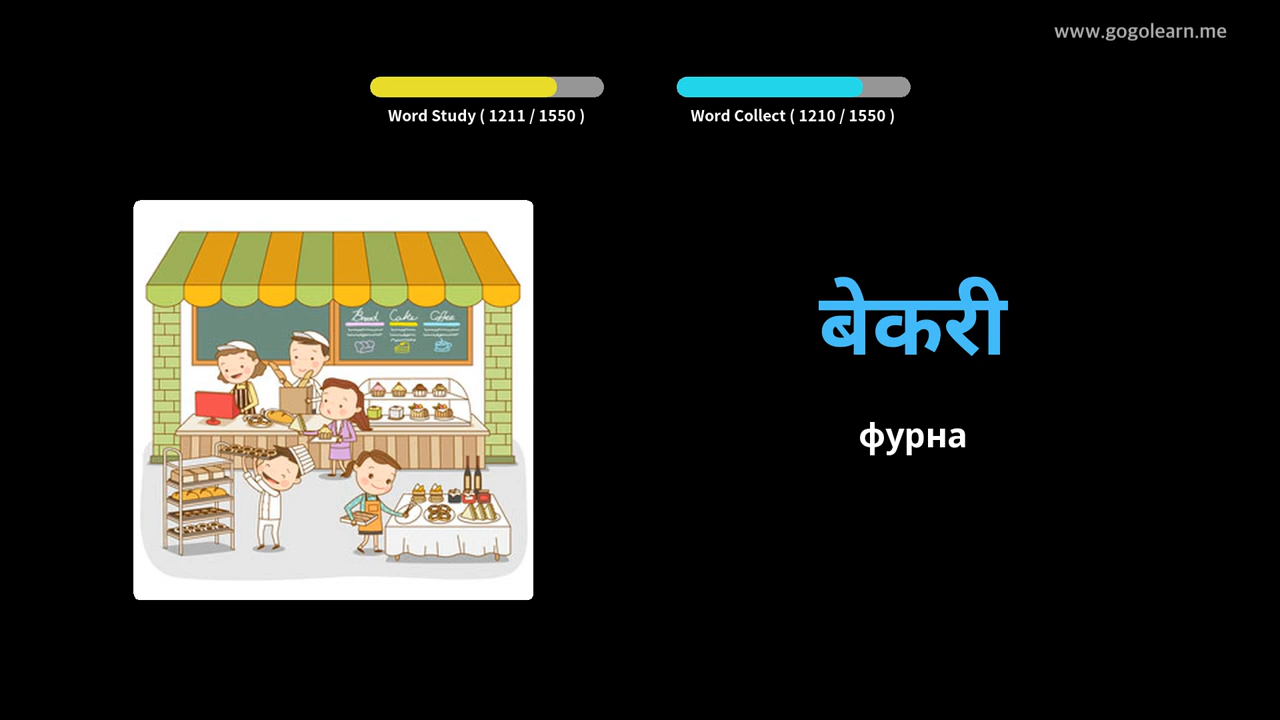 www.gogolearn.me
Word Study ( 1211 / 1550 )
Word Collect ( 1210 / 1550 )
Bread Cake Coffee
बेकरी
фурна